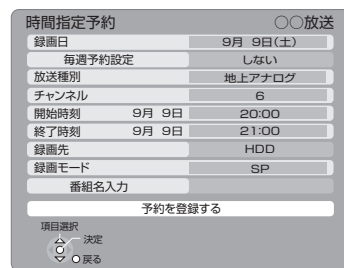 時間指定予約 ○○放送
録画日 9月 9日(土)
毎週予約設定 しない
放送種別 地上アナログ
チャンネル 6
開始時刻 9月 9日 20:00
終了時刻 9月 9日 21:00
録画先 HDD
録画モード SP
番組名入力
予約を登録する
項目選択
決定
戻る